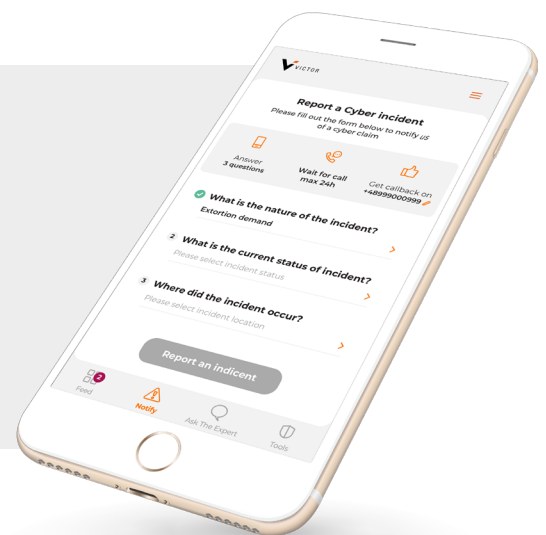 VICTOR
Report a Cyber incident
Please fill out the form below to notify us
of a cyber claim
Answer
3 questions
Wait for call
max 24h
Get callback on
+48999000999
What is the nature of the incident?
Extortion demand
2 What is the current status of incident?
Please select incident status
3 Where did the incident occur?
Please select incident location
Report an indicent
2
Feed
Notify
Ask The Expert
Tools